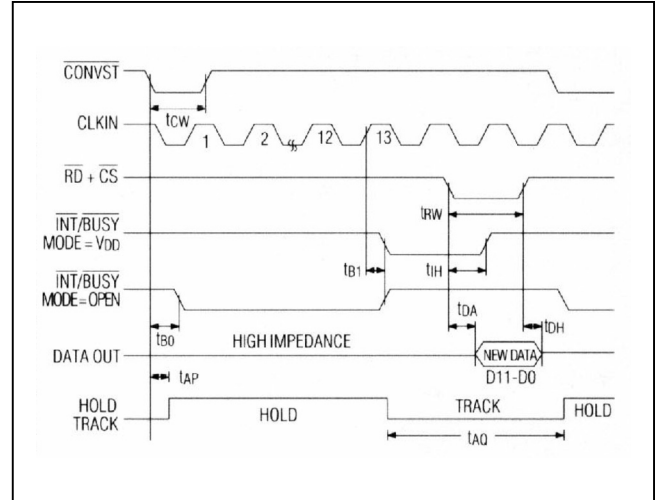 CONVST
tCW
CLKIN
1 2 12 13
RD + CS
tRW
INT/BUSY
MODE = VDD
tB1 tIH
INT/BUSY
MODE = OPEN
tB0 tDA tDH
HIGH IMPEDANCE
DATA OUT NEW DATA
D11-D0
tAP
HOLD
TRACK
HOLD TRACK HOLD
tAQ